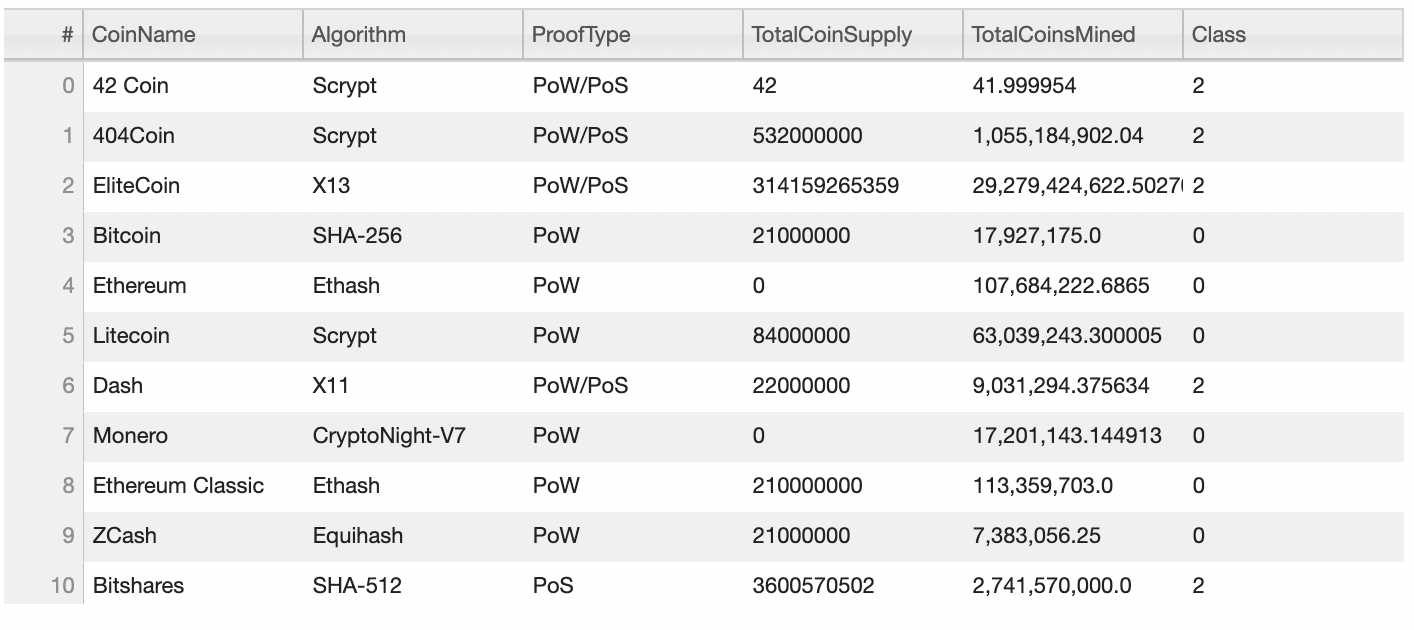 # CoinName Algorithm ProofType TotalCoinSupply TotalCoinsMined Class
0 42 Coin Scrypt PoW/PoS 42 41.999954 2
1 404Coin Scrypt PoW/PoS 532000000 1,055,184,902.04 2
2 EliteCoin X13 PoW/PoS 314159265359 29,279,424,622.5027 2
3 Bitcoin SHA-256 PoW 21000000 17,927,175.0 0
4 Ethereum Ethash PoW 0 107,684,222.6865 0
5 Litecoin Scrypt PoW 84000000 63,039,243.300005 0
6 Dash X11 PoW/PoS 22000000 9,031,294.375634 2
7 Monero CryptoNight-V7 PoW 0 17,201,143.144913 0
8 Ethereum Classic Ethash PoW 210000000 113,359,703.0 0
9 ZCash Equihash PoW 21000000 7,383,056.25 0
10 Bitshares SHA-512 PoS 3600570502 2,741,570,000.0 2